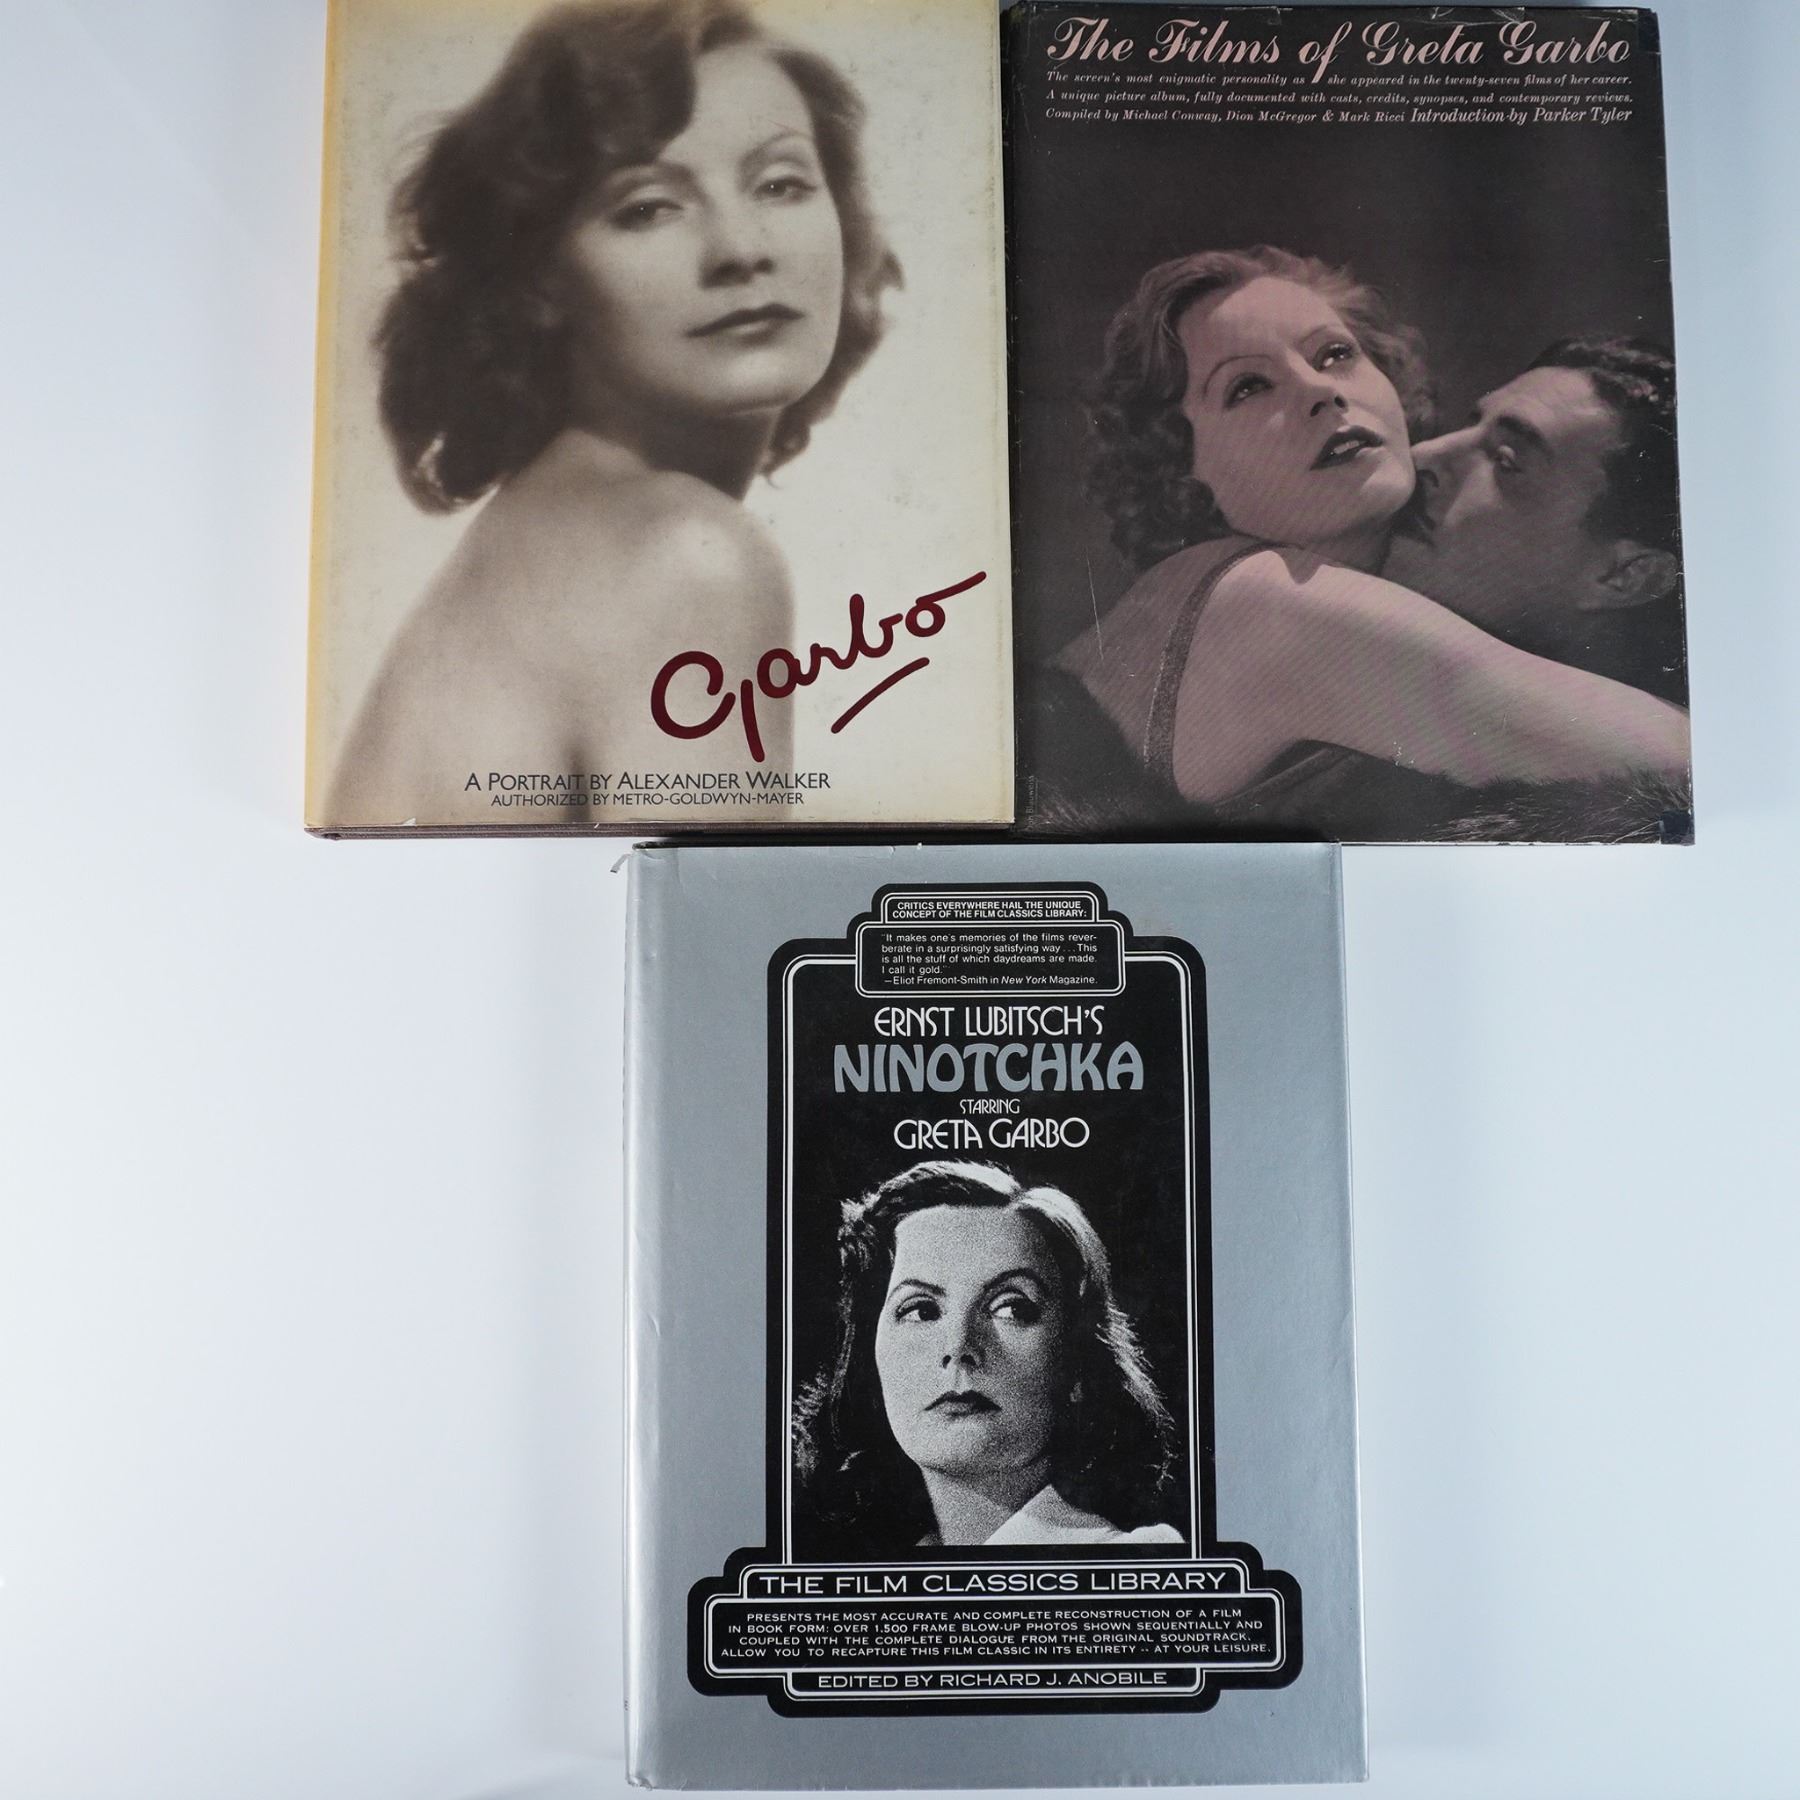 Garbo
A PORTRAIT BY ALEXANDER WALKER
AUTHORIZED BY METRO-GOLDWYN-MAYER
The Films of Greta Garbo
The screen's most enigmatic personality as she appeared in the twenty-seven films of her career.
A unique picture album, fully documented with casts, credits, synopses, and contemporary reviews.
Compiled by Michael Conway, Dion McGregor & Mark Ricci Introduction by Parker Tyler
CRITICS EVERYWHERE HAIL THE UNIQUE
CONCEPT OF THE FILM CLASSICS LIBRARY:
"It makes one's memories of the films rever-
berate in a surprisingly satisfying way . . . This
is all the stuff of which daydreams are made.
I call it gold."
—Eliot Fremont-Smith in New York Magazine.
ERNST LUBITSCH'S
NINOTCHKA
STARRING
GRETA GARBO
THE FILM CLASSICS LIBRARY
PRESENTS THE MOST ACCURATE AND COMPLETE RECONSTRUCTION OF A FILM
IN BOOK FORM: OVER 1,500 FRAME BLOW-UP PHOTOS SHOWN SEQUENTIALLY AND
COUPLED WITH THE COMPLETE DIALOGUE FROM THE ORIGINAL SOUNDTRACK,
ALLOW YOU TO RECAPTURE THIS FILM CLASSIC IN ITS ENTIRETY -- AT YOUR LEISURE.
EDITED BY RICHARD J. ANOBILE